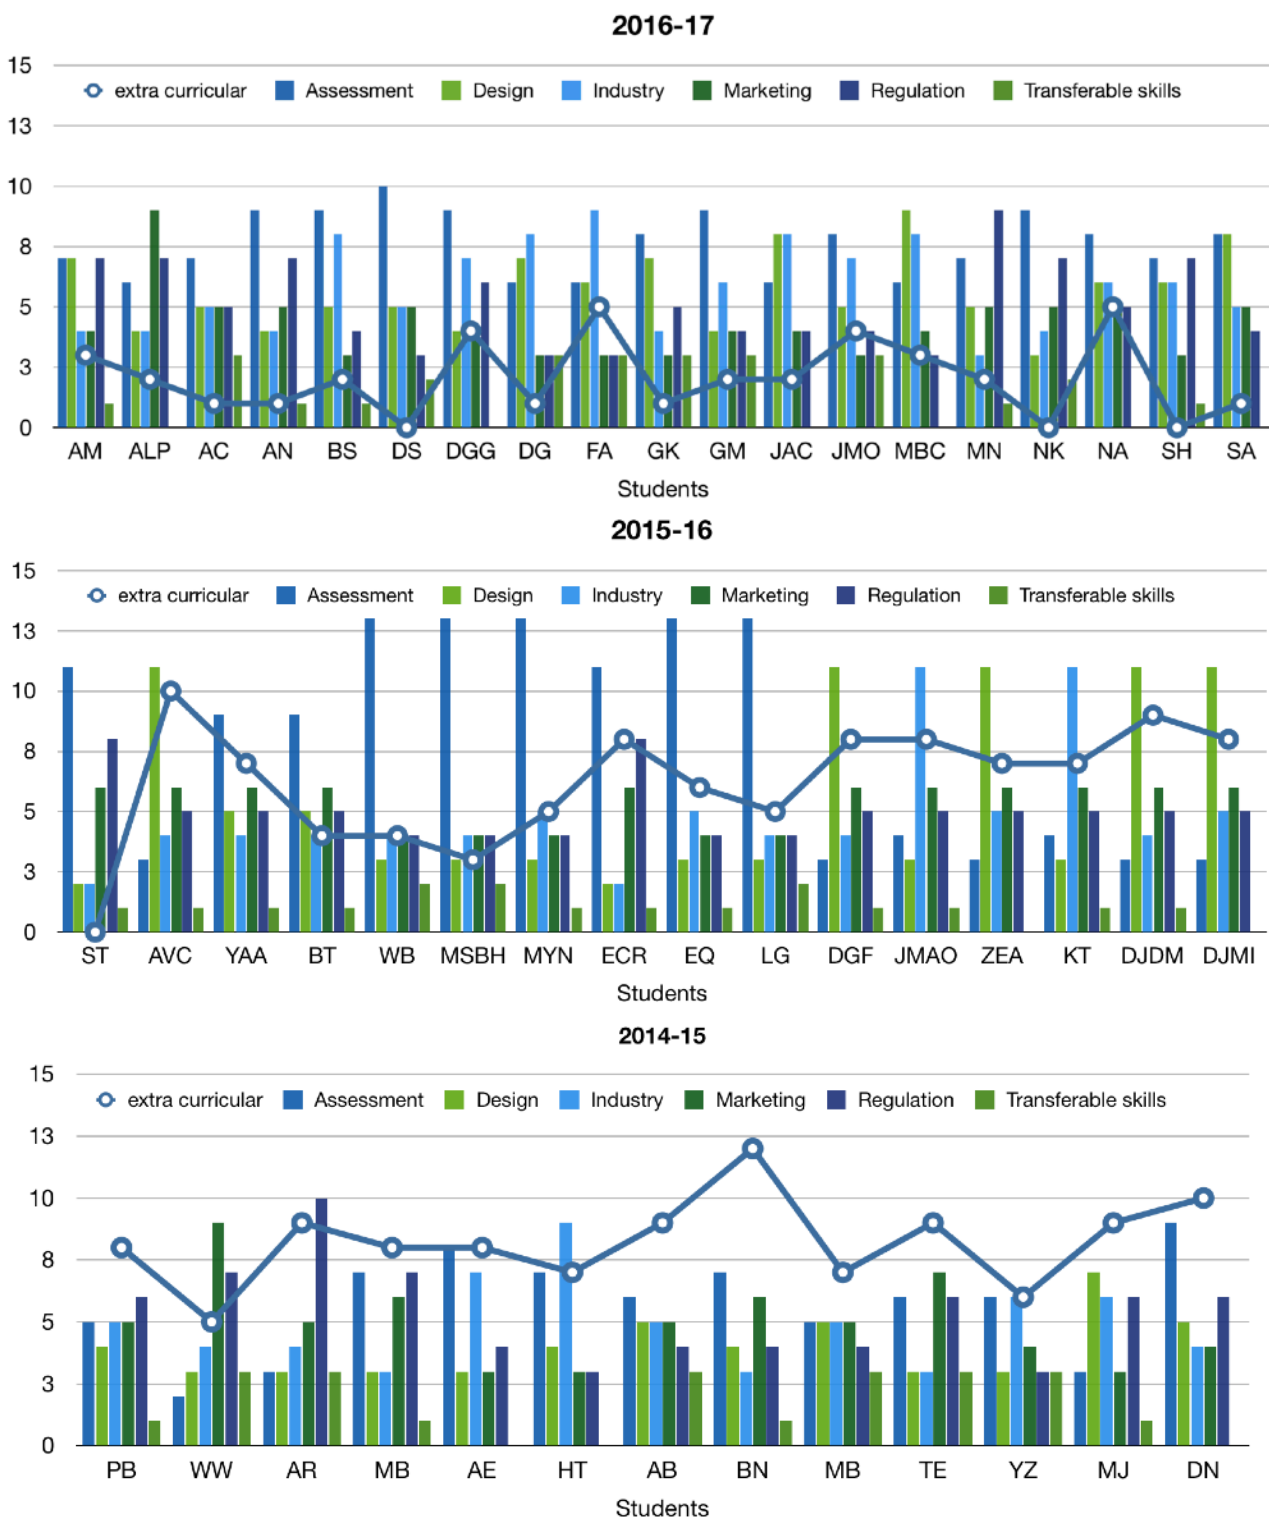 2016-17
15
extra curricular Assessment Design Industry Marketing Regulation Transferable skills
13
10
8
5
3
0
AM ALP AC AN BS DS DGG DG FA GK GM JAC JMO MBC MN NK NA SH SA
Students
2015-16
15
extra curricular Assessment Design Industry Marketing Regulation Transferable skills
13
10
8
5
3
0
ST AVC YAA BT WB MSBH MYN ECR EQ LG DGF JMAO ZEA KT DJDM DJMI
Students
2014-15
15
extra curricular Assessment Design Industry Marketing Regulation Transferable skills
13
10
8
5
3
0
PB WW AR MB AE HT AB BN MB TE YZ MJ DN
Students